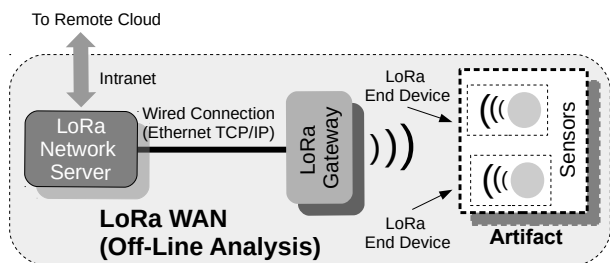 To Remote Cloud
Intranet
LoRa
Network
Server
Wired Connection
(Ethernet TCP/IP)
LoRa
Gateway
LoRa
End Device
Sensors
LoRa
End Device
Artifact
LoRa WAN
(Off-Line Analysis)